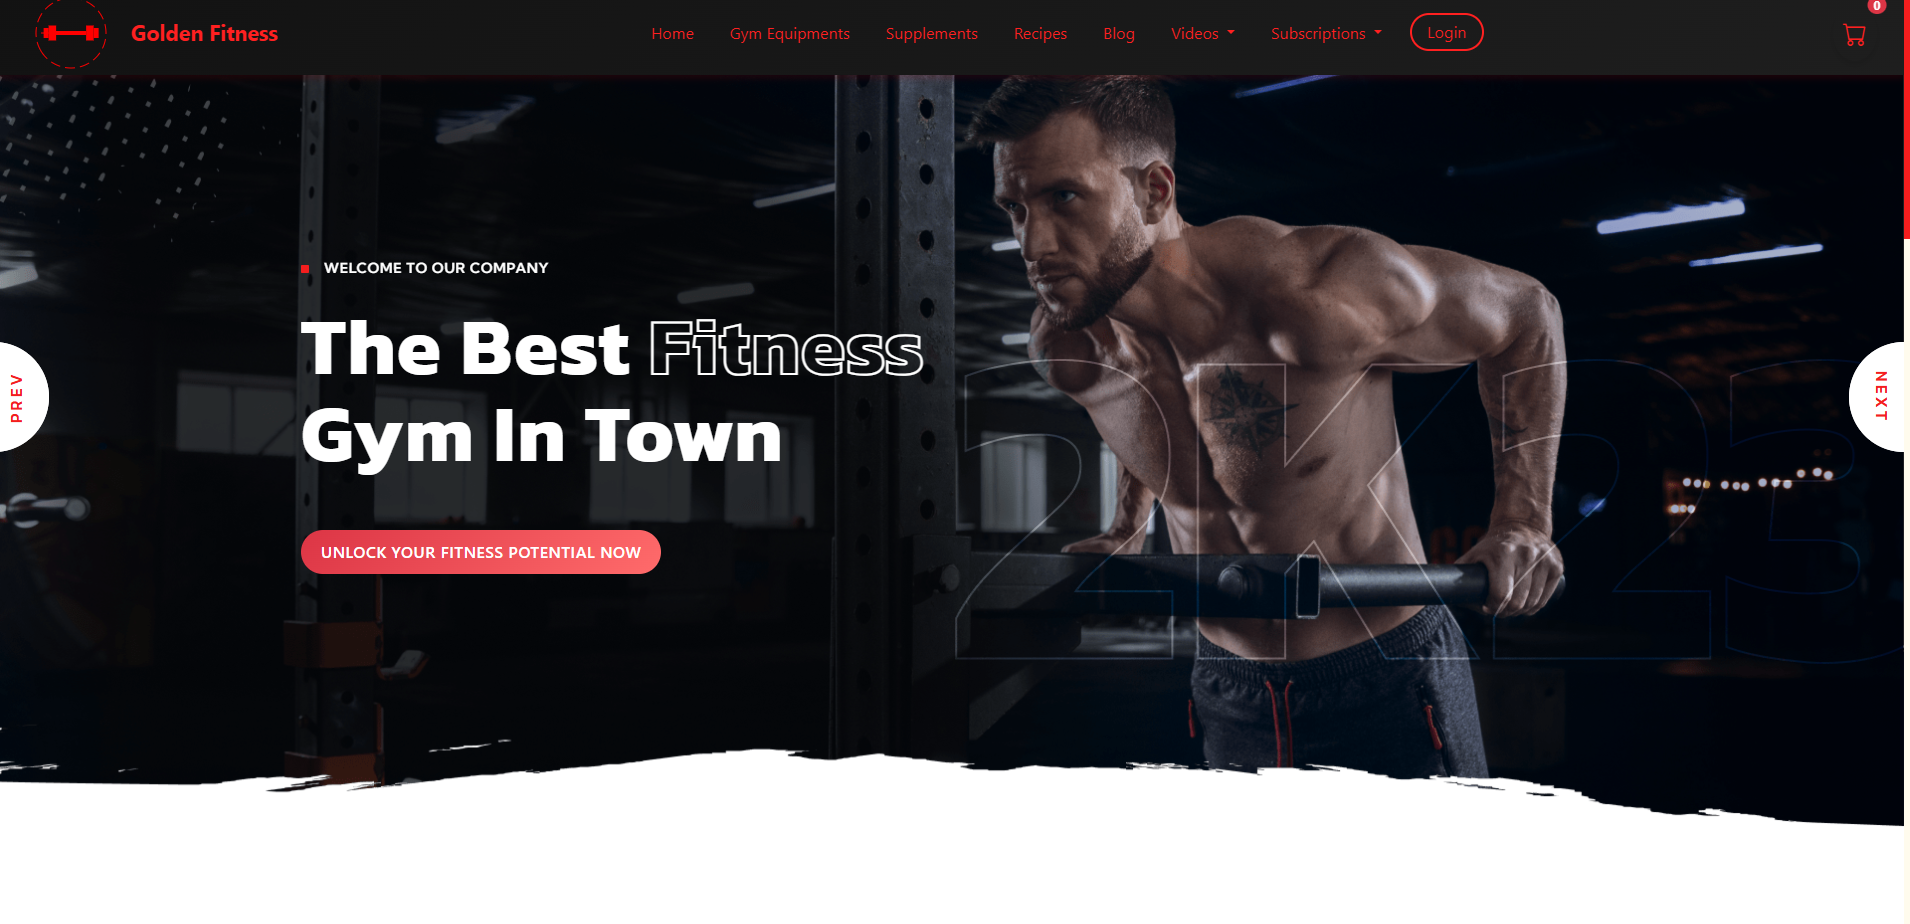 Golden Fitness
Home
Gym Equipments
Supplements
Recipes
Blog
Videos
Subscriptions
Login
0
WELCOME TO OUR COMPANY
The Best Fitness
Gym In Town
UNLOCK YOUR FITNESS POTENTIAL NOW
PREV
NEXT
2K23